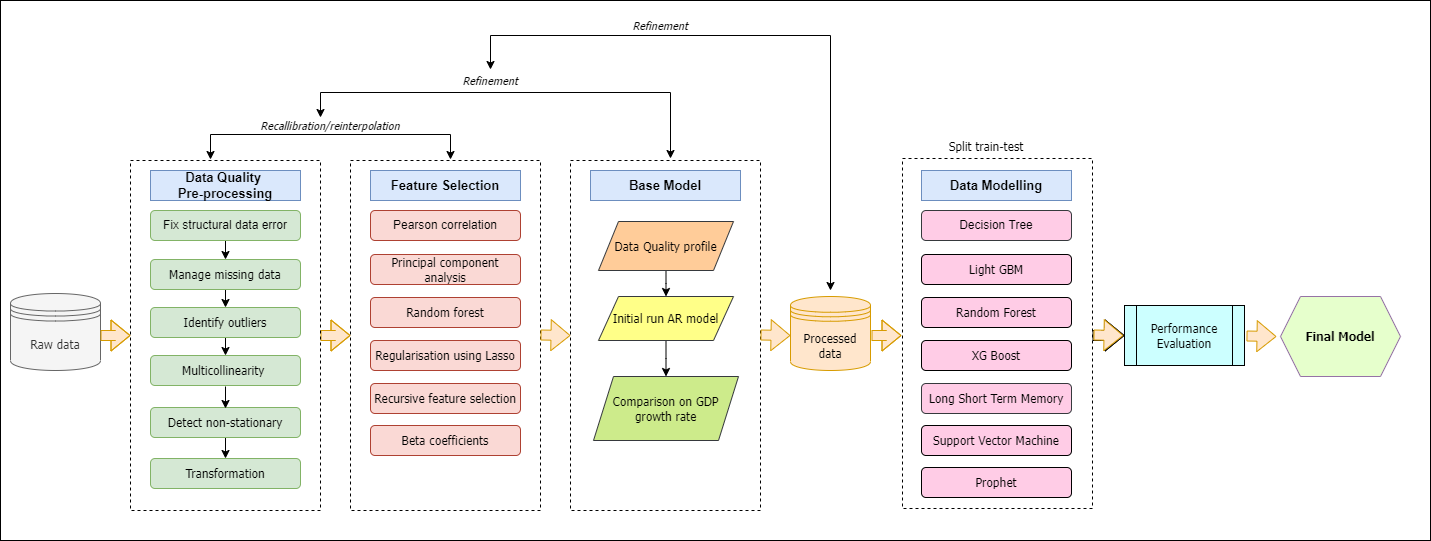 Refinement
Refinement
Recallibration/reinterpolation
Split train-test
Raw data
Data Quality
Pre-processing
Fix structural data error
Manage missing data
Identify outliers
Multicollinearity
Detect non-stationary
Transformation
Feature Selection
Pearson correlation
Principal component
analysis
Random forest
Regularisation using Lasso
Recursive feature selection
Beta coefficients
Base Model
Data Quality profile
Initial run AR model
Comparison on GDP
growth rate
Processed
data
Data Modelling
Decision Tree
Light GBM
Random Forest
XG Boost
Long Short Term Memory
Support Vector Machine
Prophet
Performance
Evaluation
Final Model